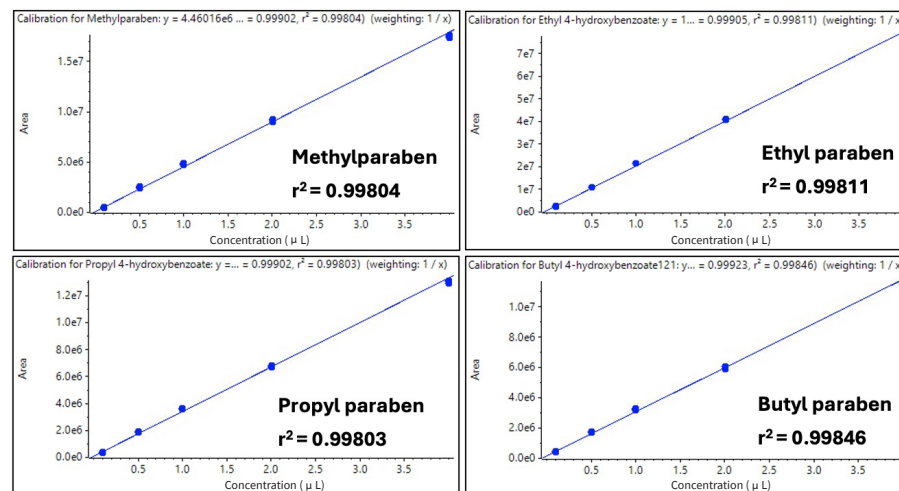 Calibration for Methylparaben: y = 4.46016e6 ... = 0.99902, r² = 0.99804) (weighting: 1 / x)
1.5e7
1.0e7
5.0e6
0.0e0
Area
Methylparaben
r² = 0.99804
0.5 1.0 1.5 2.0 2.5 3.0 3.5
Concentration ( µ L)
Calibration for Ethyl 4-hydroxybenzoate: y = 1... = 0.99905, r² = 0.99811) (weighting: 1 / x)
7e7
6e7
5e7
4e7
3e7
2e7
1e7
0e0
Area
Ethyl paraben
r² = 0.99811
0.5 1.0 1.5 2.0 2.5 3.0 3.5
Concentration ( µ L)
Calibration for Propyl 4-hydroxybenzoate: y =... = 0.99902, r² = 0.99803) (weighting: 1 / x)
1.2e7
1.0e7
8.0e6
6.0e6
4.0e6
2.0e6
0.0e0
Area
Propyl paraben
r² = 0.99803
0.5 1.0 1.5 2.0 2.5 3.0 3.5
Concentration ( µ L)
Calibration for Butyl 4-hydroxybenzoate121: y... = 0.99923, r² = 0.99846) (weighting: 1 / x)
1.0e7
8.0e6
6.0e6
4.0e6
2.0e6
0.0e0
Area
Butyl paraben
r² = 0.99846
0.5 1.0 1.5 2.0 2.5 3.0 3.5
Concentration ( µ L)